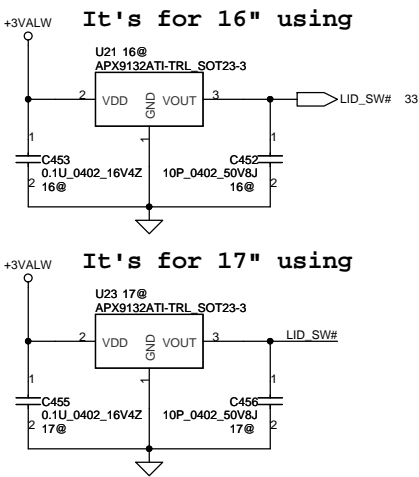 It's for 16" using
+3VALW
U21 16@
APX9132ATI-TRL_SOT23-3
2 VDD GND VOUT 3
LID_SW# 33
1
1 1
C453 C452
0.1U_0402_16V4Z 10P_0402_50V8J
2 16@ 2 16@
It's for 17" using
+3VALW
U23 17@
APX9132ATI-TRL_SOT23-3
2 VDD GND VOUT 3
LID_SW#
1
1 1
C455 C456
0.1U_0402_16V4Z 10P_0402_50V8J
2 17@ 2 17@